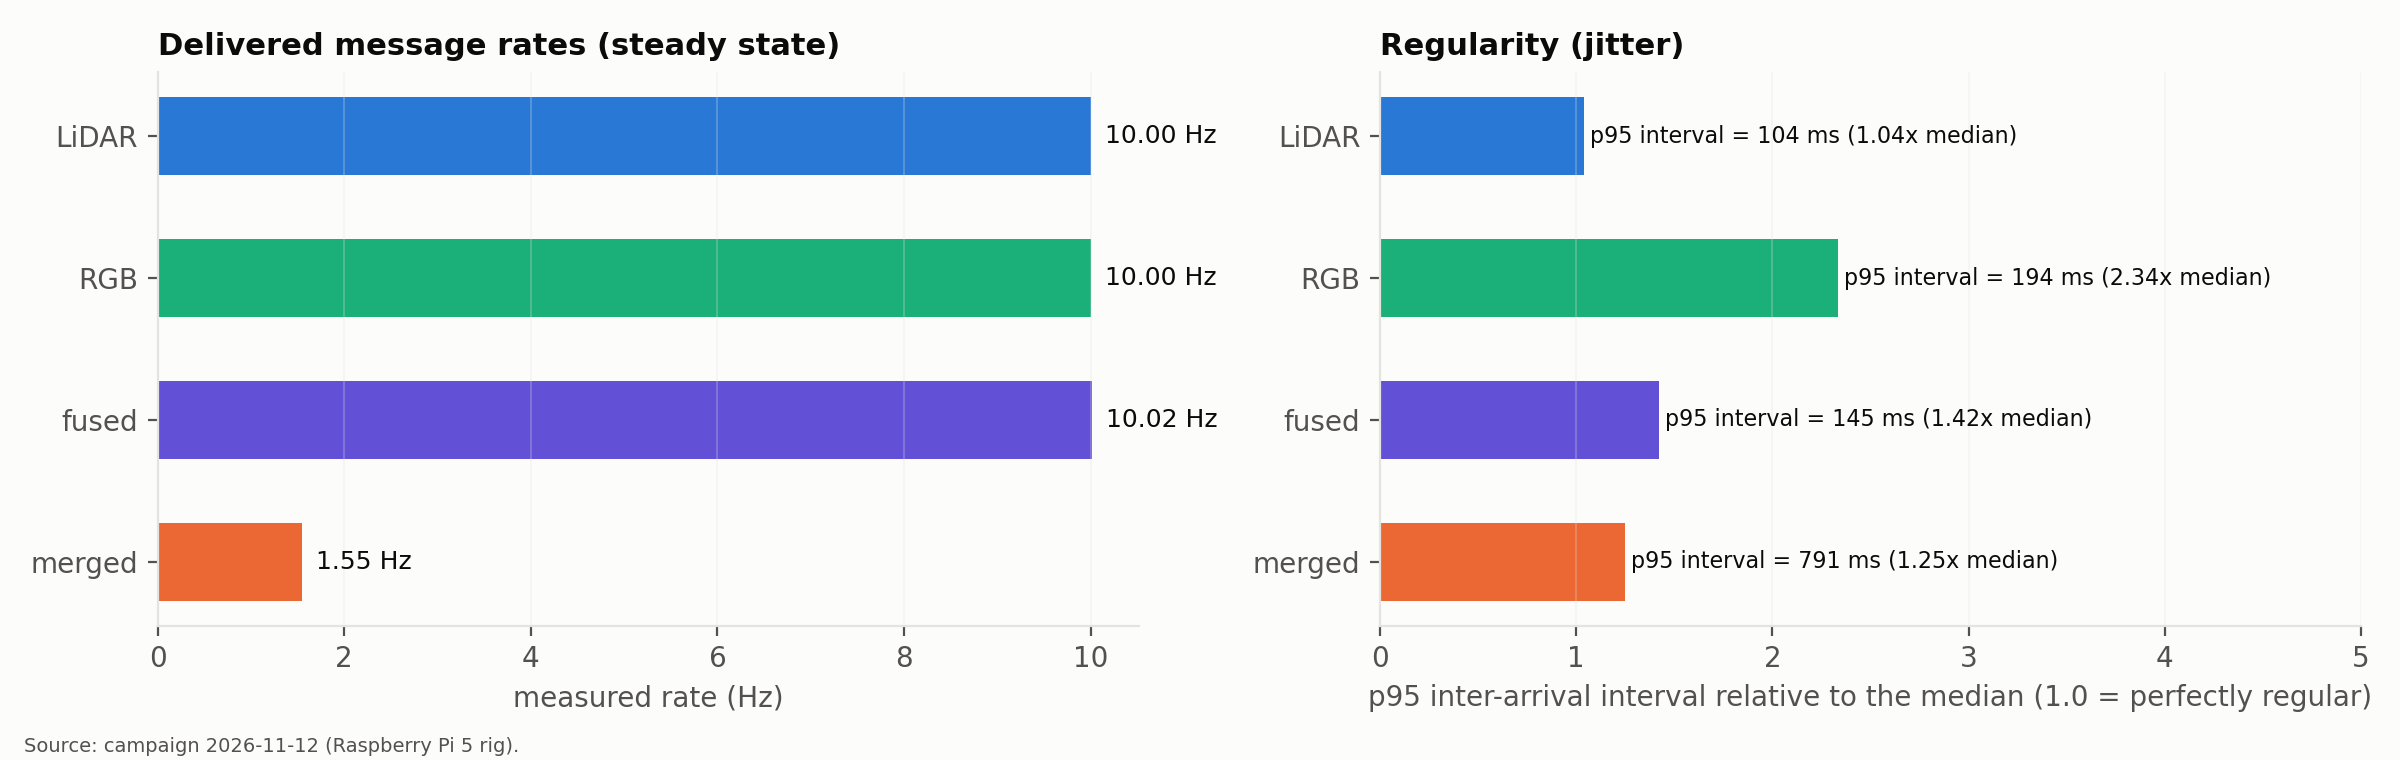 Delivered message rates (steady state)
LiDAR
10.00 Hz
RGB
10.00 Hz
fused
10.02 Hz
merged
1.55 Hz
0 2 4 6 8 10
measured rate (Hz)
Regularity (jitter)
LiDAR
p95 interval = 104 ms (1.04x median)
RGB
p95 interval = 194 ms (2.34x median)
fused
p95 interval = 145 ms (1.42x median)
merged
p95 interval = 791 ms (1.25x median)
0 1 2 3 4 5
p95 inter-arrival interval relative to the median (1.0 = perfectly regular)
Source: campaign 2026-11-12 (Raspberry Pi 5 rig).